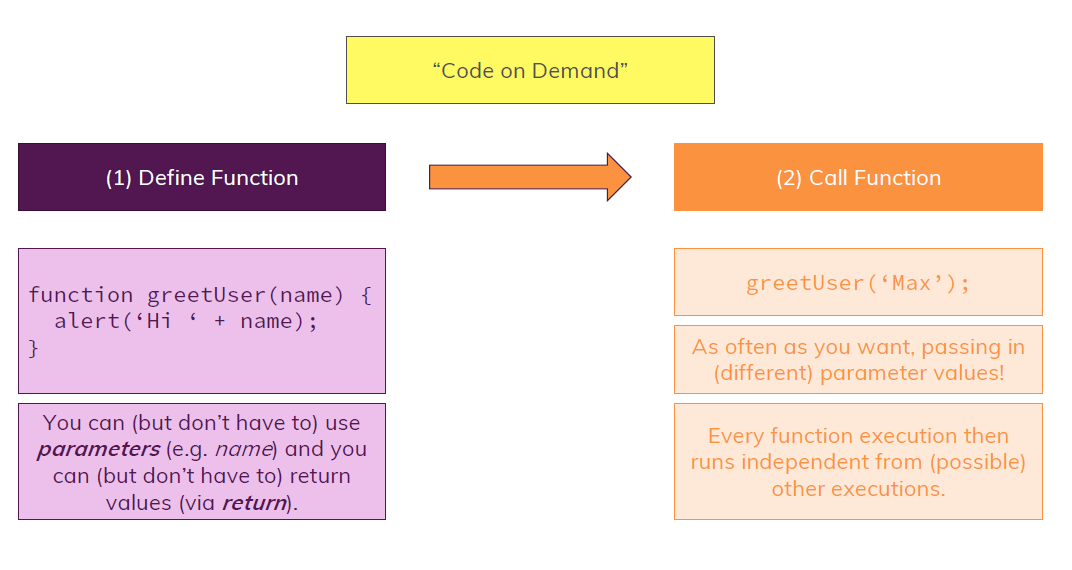 “Code on Demand”
(1) Define Function
(2) Call Function
function greetUser(name) {
  alert(‘Hi ‘ + name);
}
You can (but don’t have to) use
parameters (e.g. name) and you
can (but don’t have to) return
values (via return).
greetUser(‘Max’);
As often as you want, passing in
(different) parameter values!
Every function execution then
runs independent from (possible)
other executions.